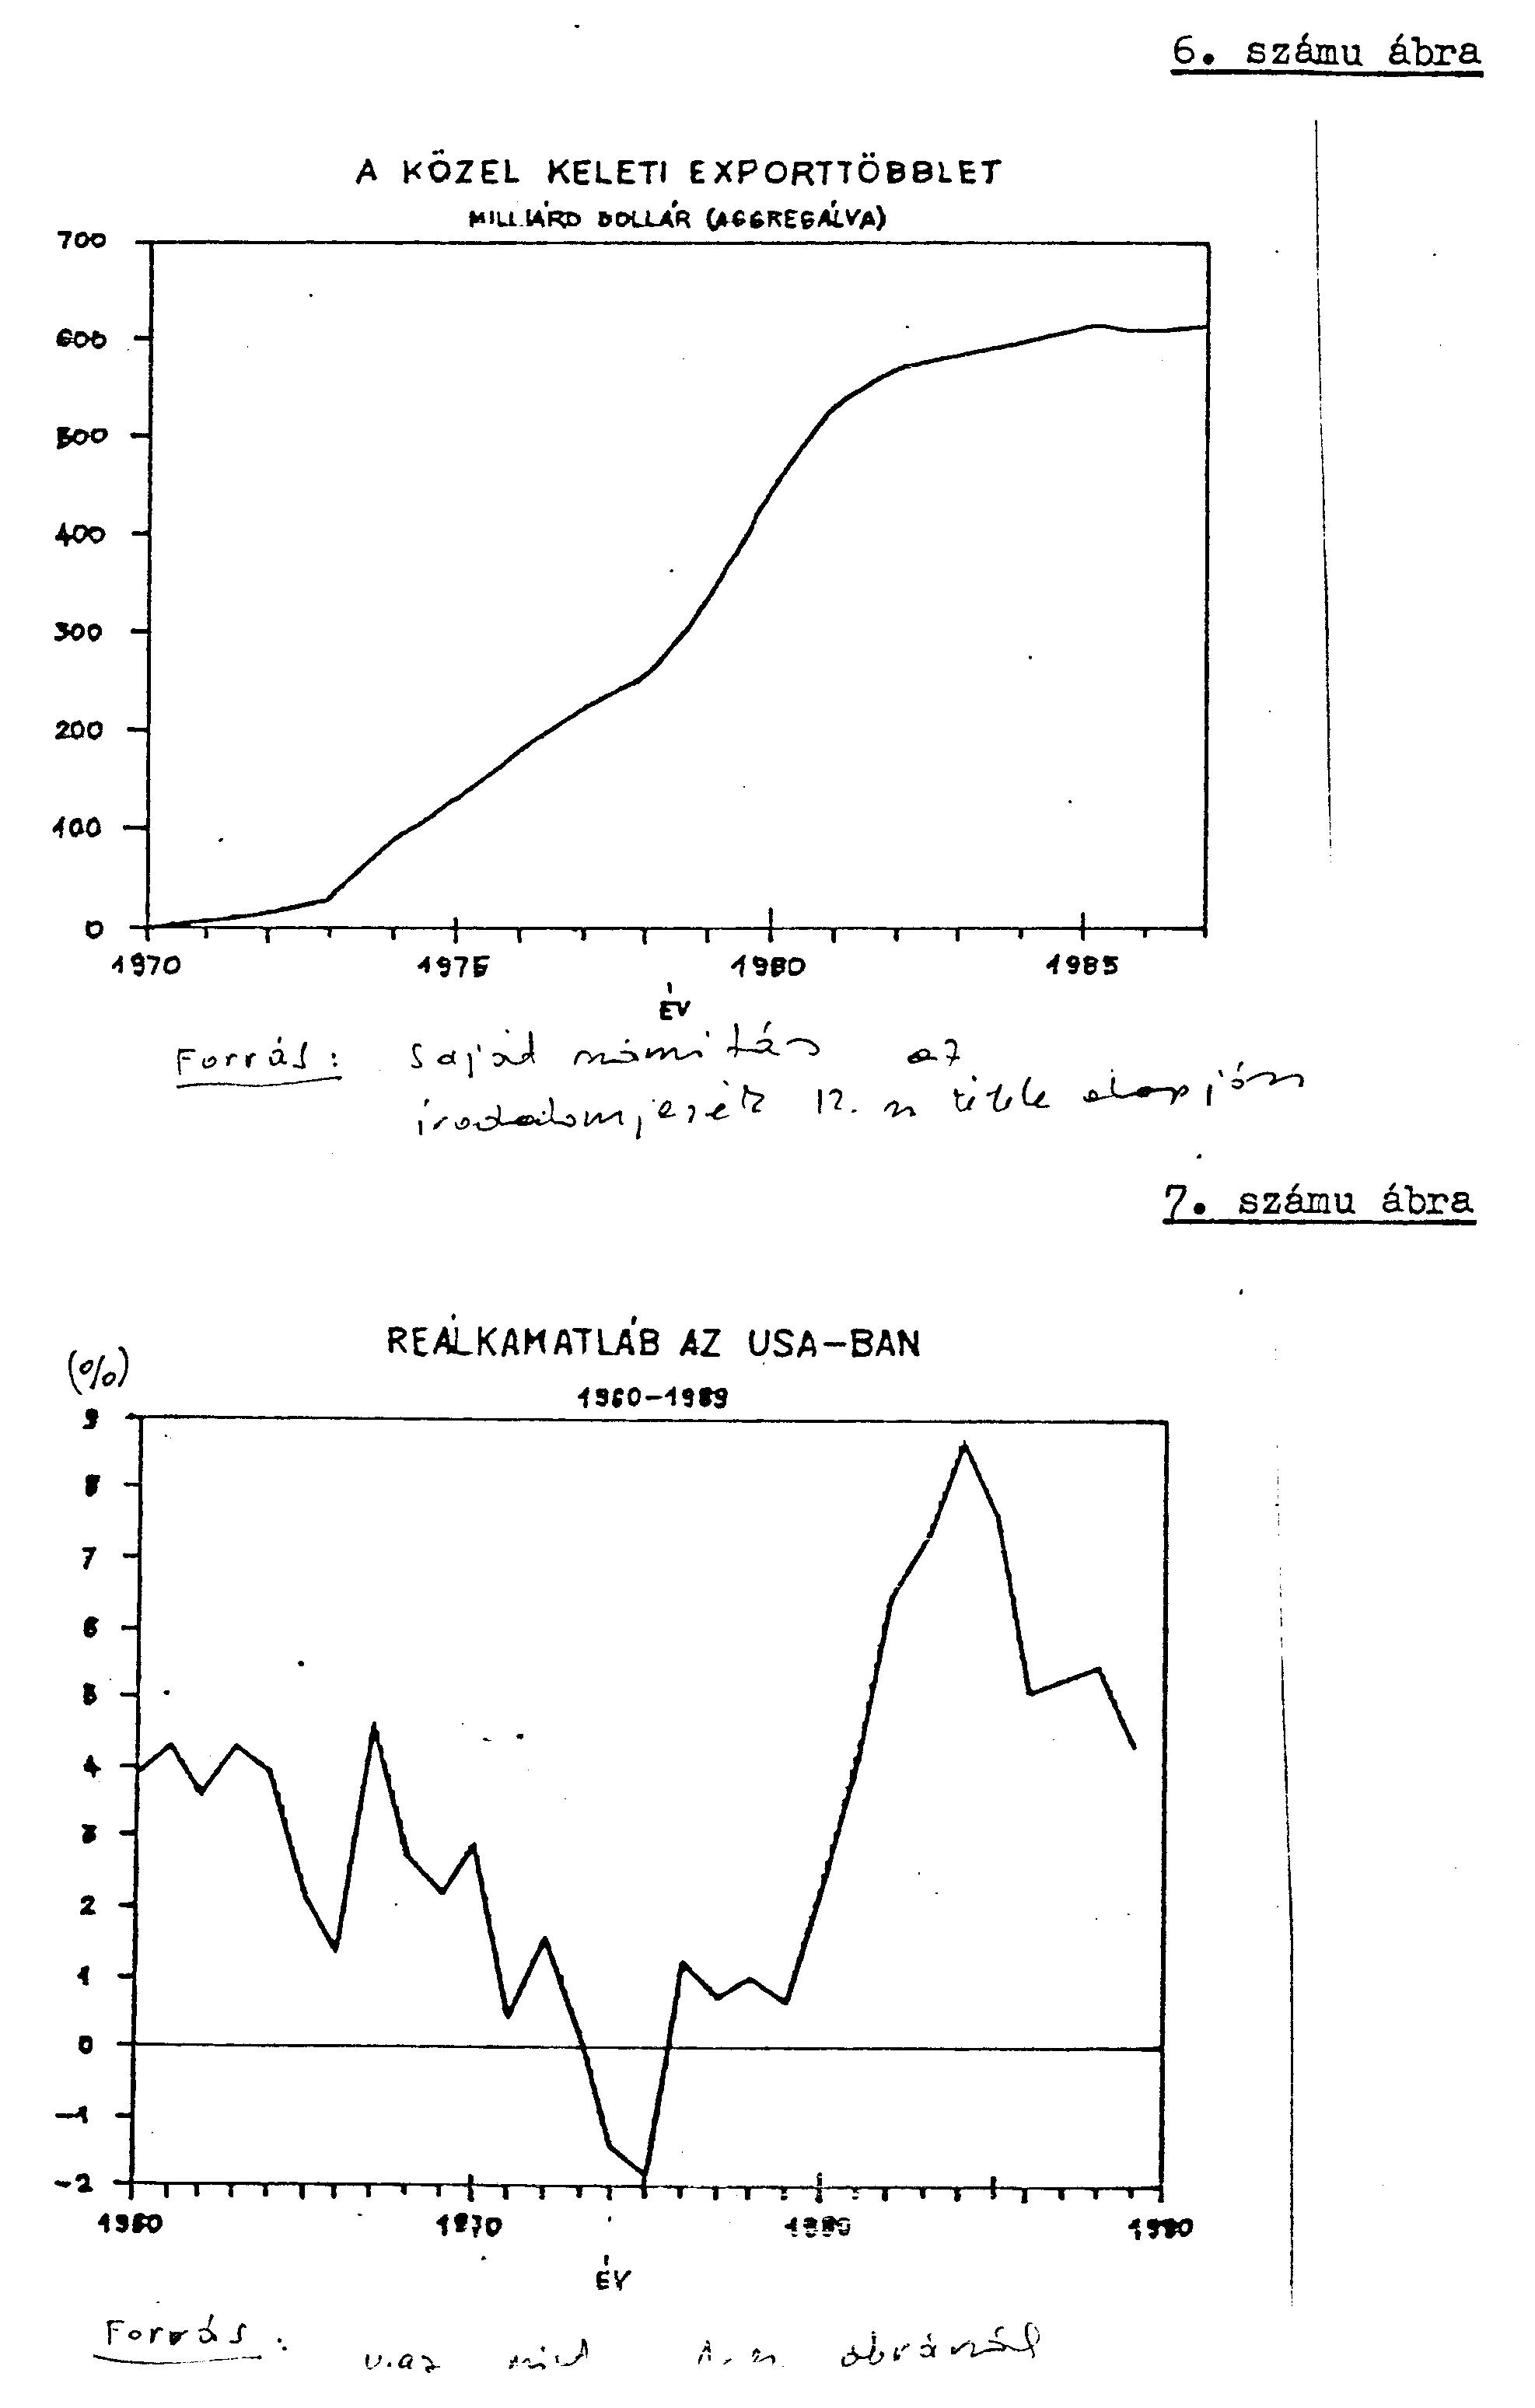 6. számu ábra
A KÖZEL KELETI EXPORTTÖBBLET
MILLIÁRD DOLLÁR (AGGREGÁLVA)
700
600
500
400
300
200
100
0
1970 1975 1980 1985
ÉV
Forrás: Saját számitás az
irodalomjegyzék 12. sz tétele alapján
7. számu ábra
REÁLKAMATLÁB AZ USA-BAN
(%)
1960-1989
9
8
7
6
5
4
3
2
1
0
-1
-2
1960 1970 1980 1990
ÉV
Forrás: u.az mint 1. sz. ábránál